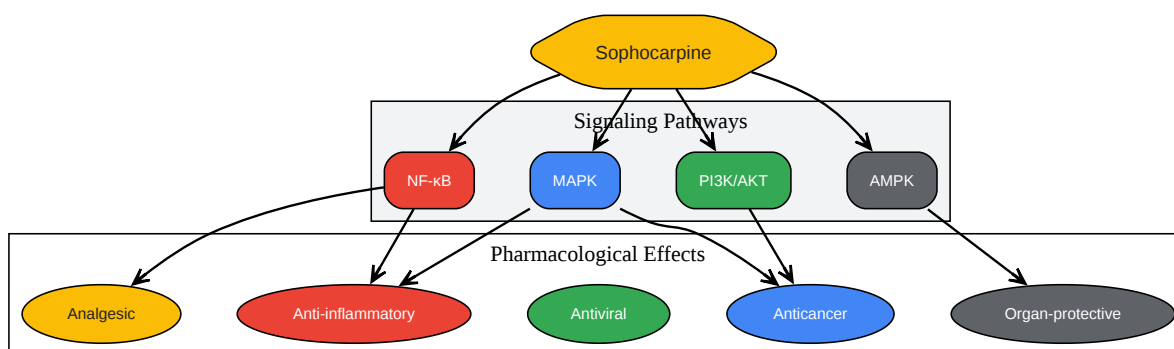 Sophocarpine
Signaling Pathways
NF-κB
MAPK
PI3K/AKT
AMPK
Pharmacological Effects
Analgesic
Anti-inflammatory
Antiviral
Anticancer
Organ-protective